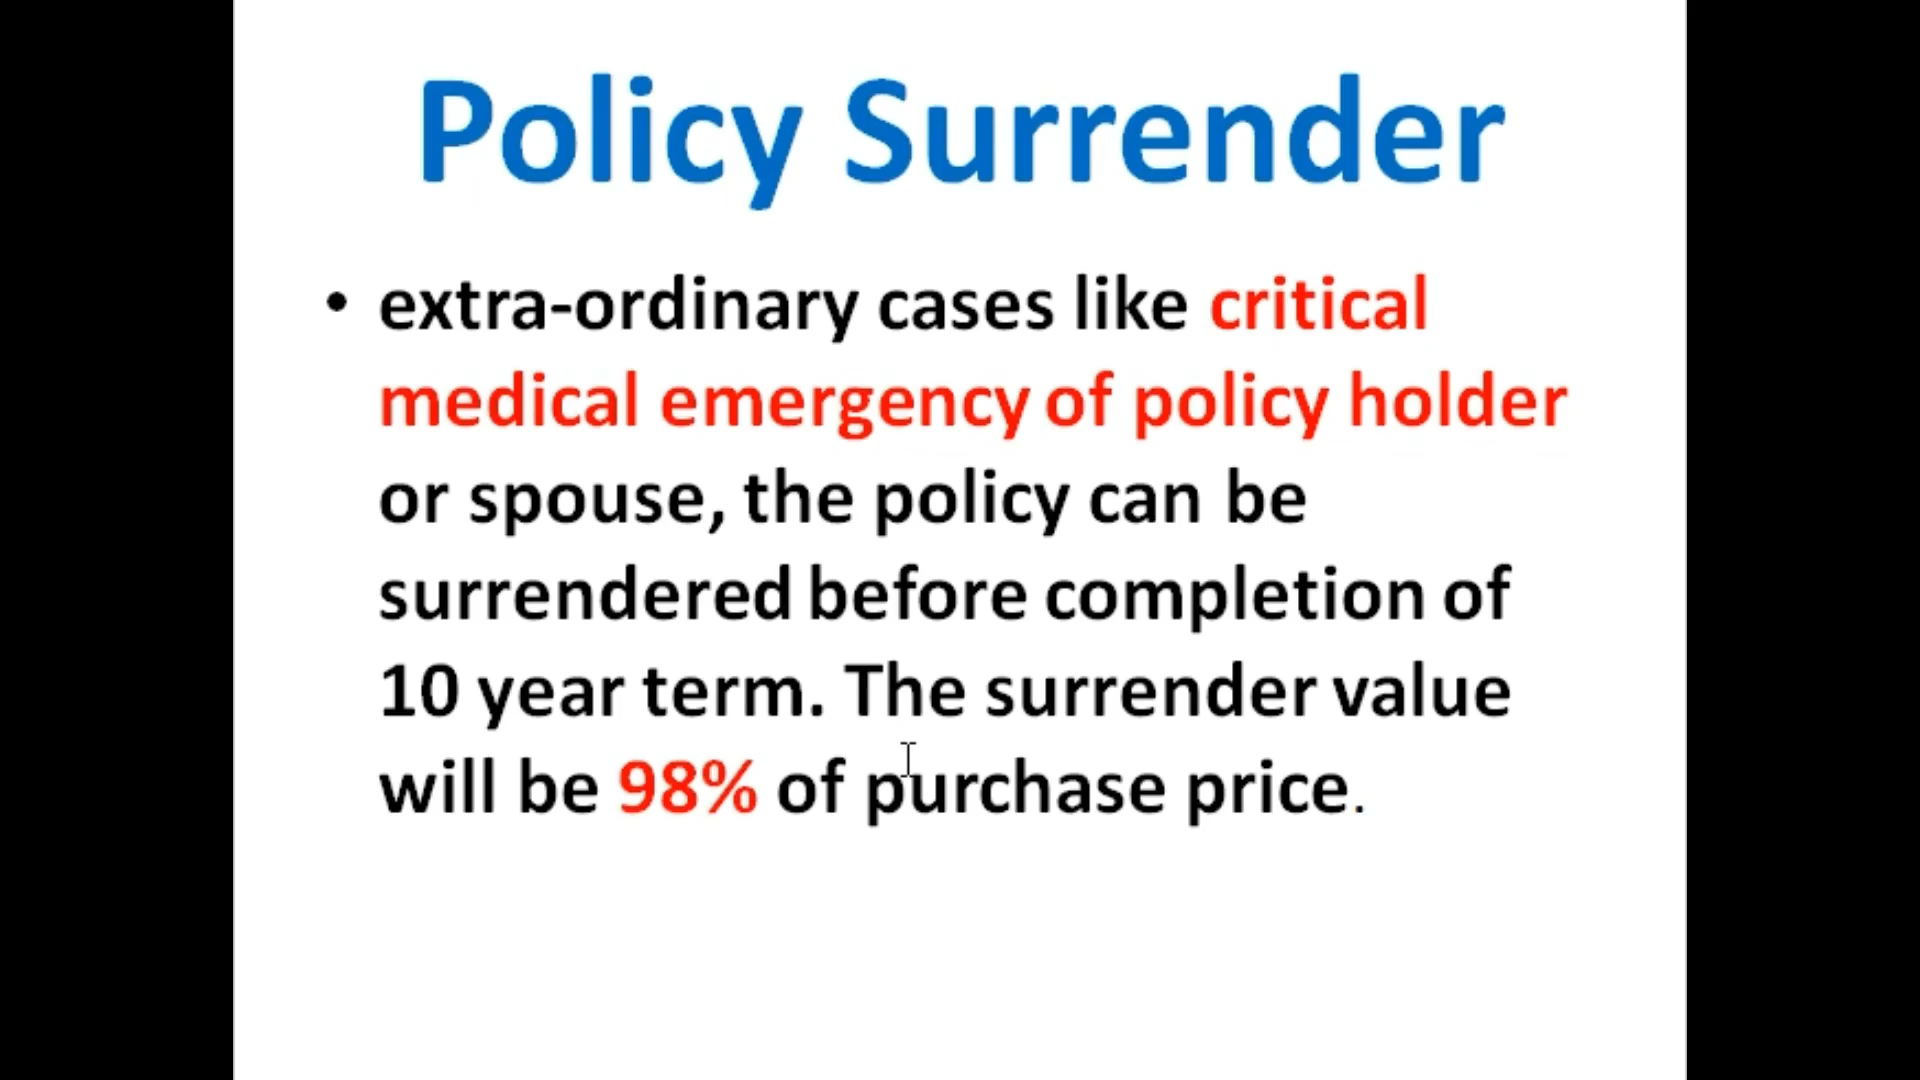 Policy Surrender
• extra-ordinary cases like critical
medical emergency of policy holder
or spouse, the policy can be
surrendered before completion of
10 year term. The surrender value
will be 98% of purchase price.